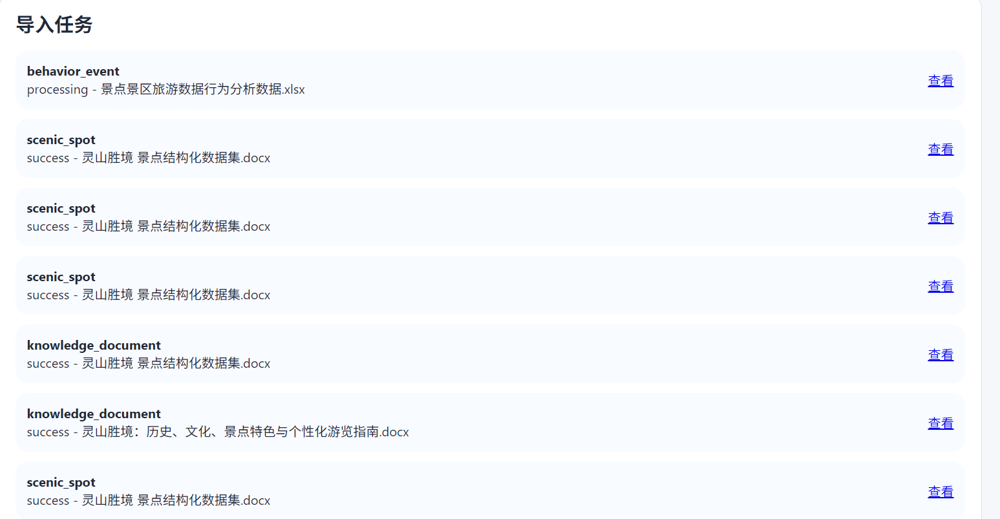 导入任务
behavior_event
processing - 景点景区旅游数据行为分析数据.xlsx
查看
scenic_spot
success - 灵山胜境 景点结构化数据集.docx
查看
scenic_spot
success - 灵山胜境 景点结构化数据集.docx
查看
scenic_spot
success - 灵山胜境 景点结构化数据集.docx
查看
knowledge_document
success - 灵山胜境 景点结构化数据集.docx
查看
knowledge_document
success - 灵山胜境：历史、文化、景点特色与个性化游览指南.docx
查看
scenic_spot
success - 灵山胜境 景点结构化数据集.docx
查看